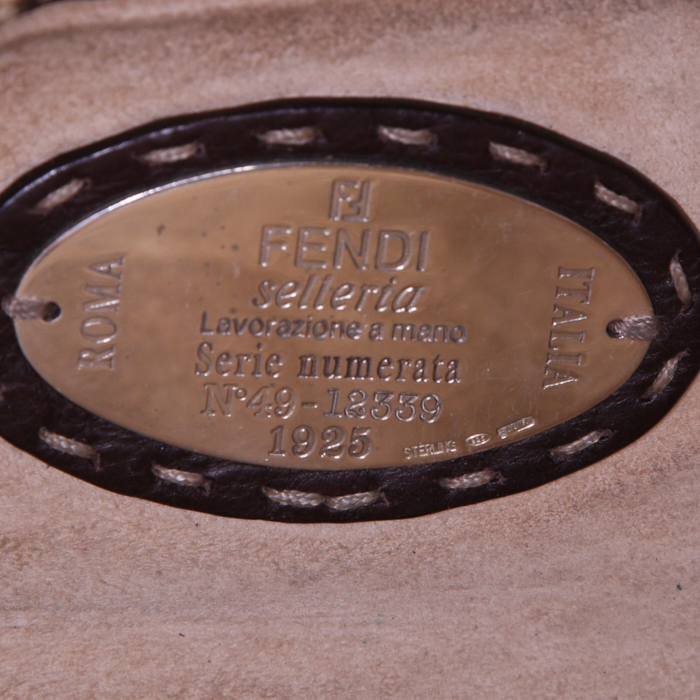 FENDI
selleria
Lavorazione a mano
Serie numerata
N°49-12339
1925
ROMA
ITALIA
STERLING